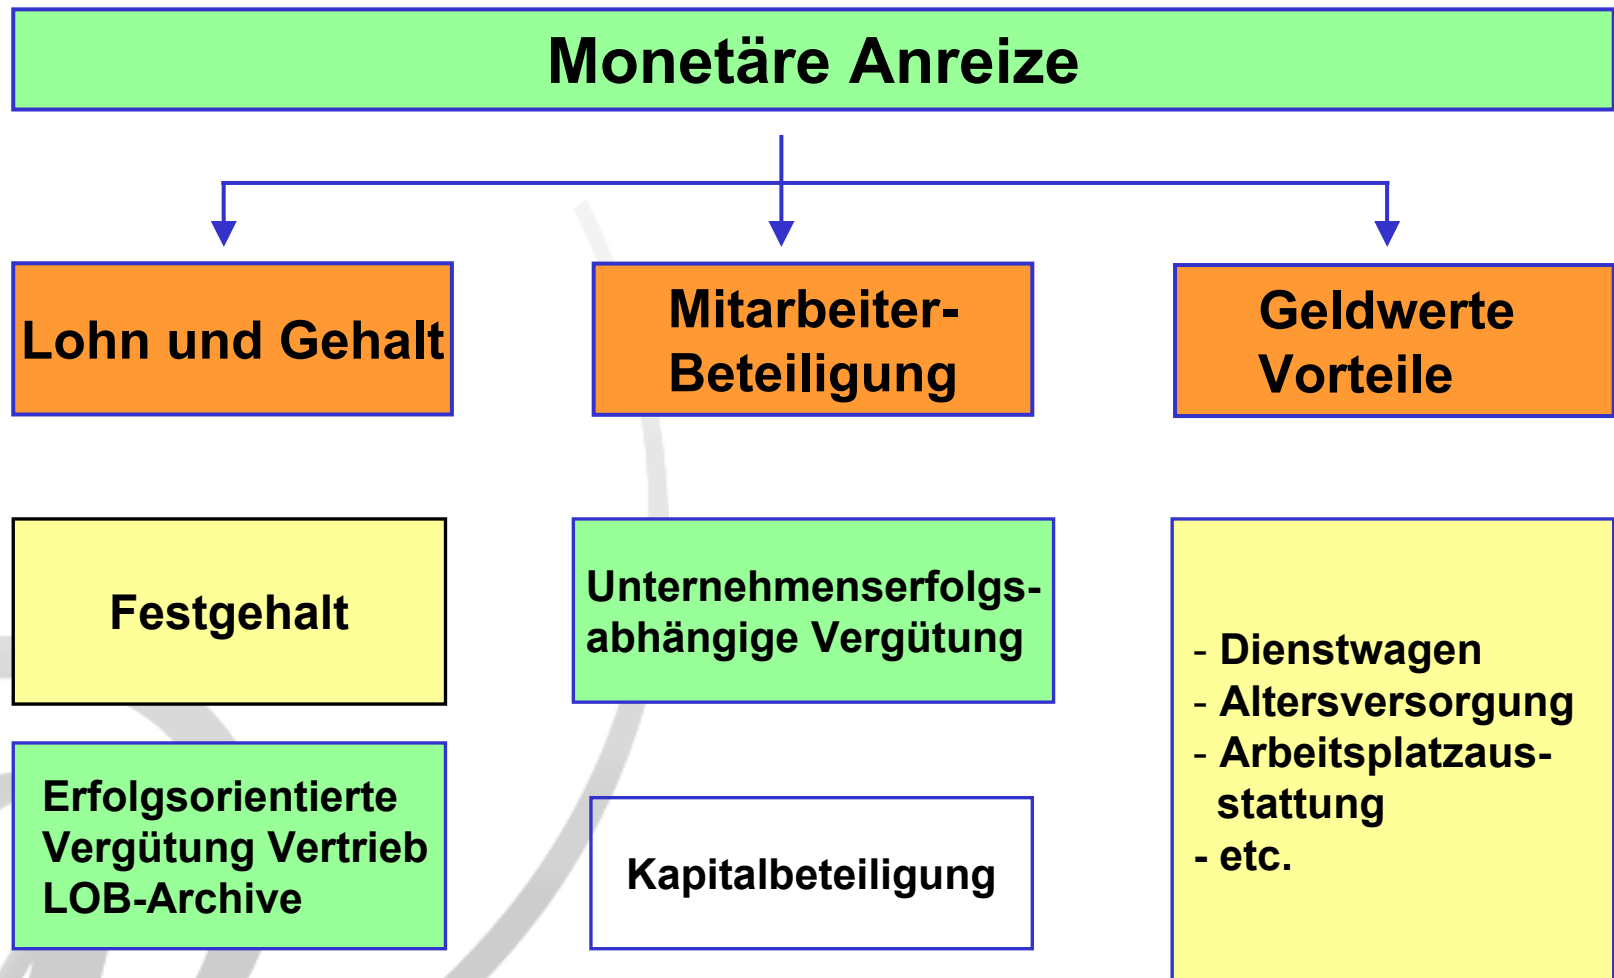 Monetäre Anreize
Lohn und Gehalt
Mitarbeiter-
Beteiligung
Geldwerte
Vorteile
Festgehalt
Erfolgsorientierte
Vergütung Vertrieb
LOB-Archive
Unternehmenserfolgs-
abhängige Vergütung
Kapitalbeteiligung
- Dienstwagen
- Altersversorgung
- Arbeitsplatzaus-
stattung
- etc.